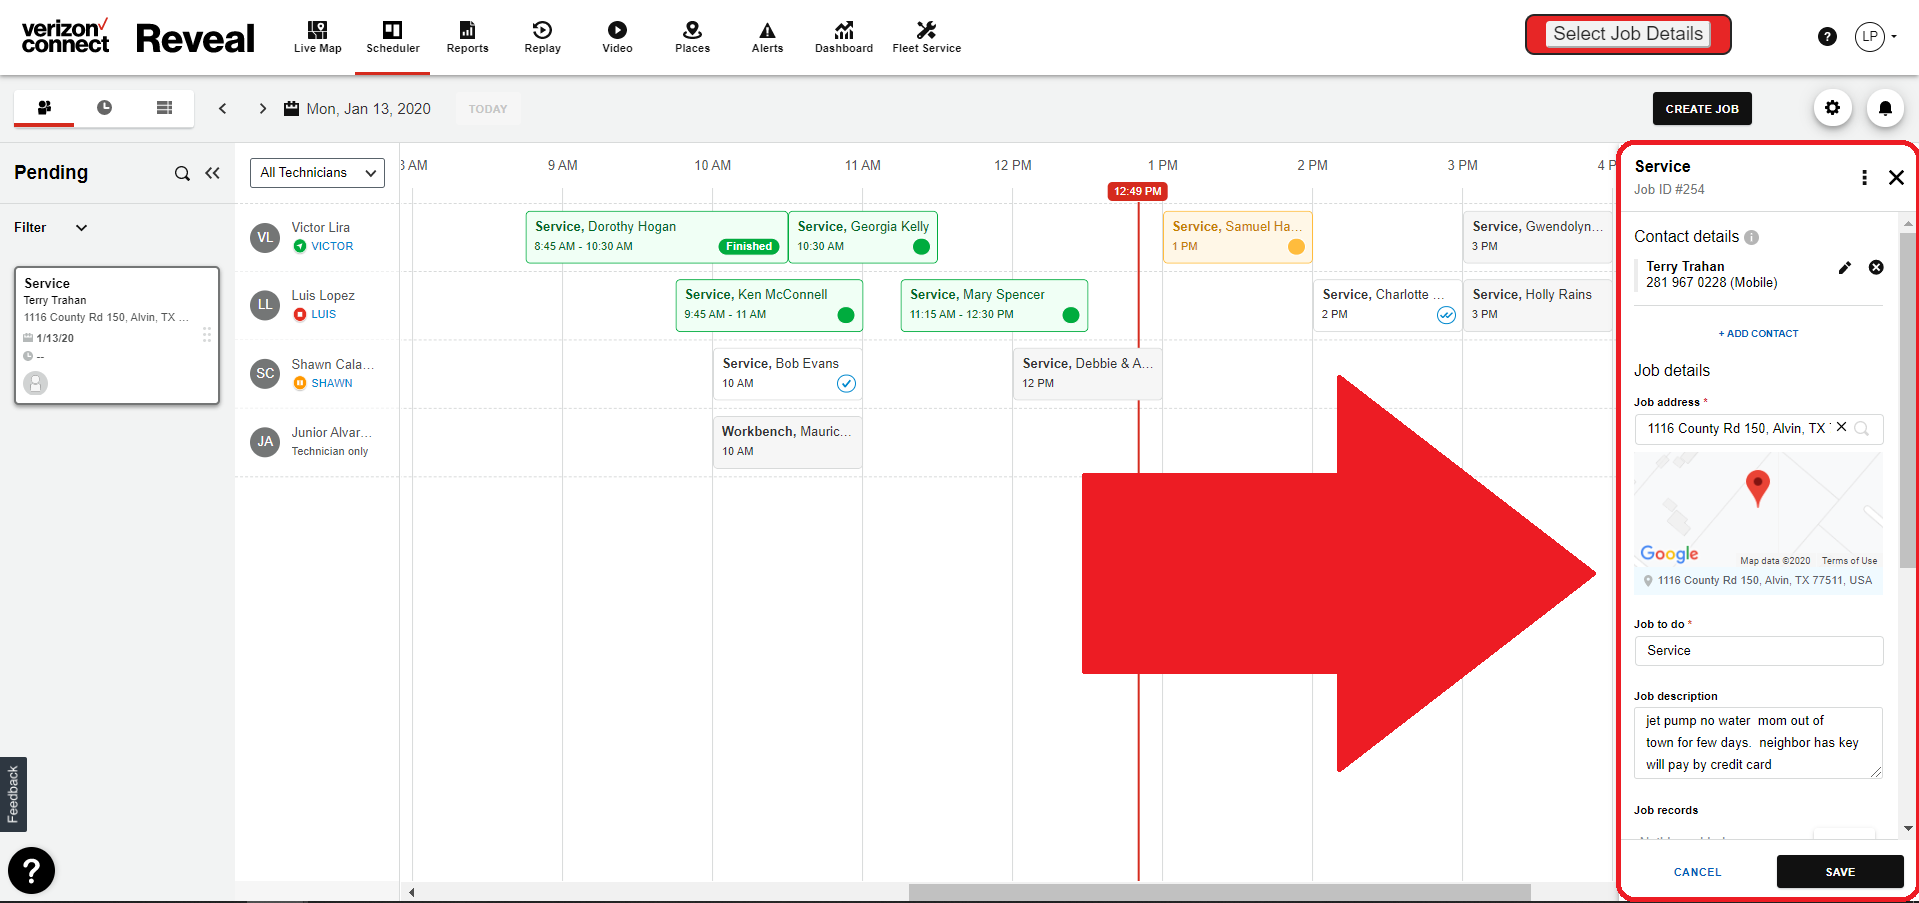 verizon connect
Reveal
Live Map
Scheduler
Reports
Replay
Video
Places
Alerts
Dashboard
Fleet Service
Select Job Details
?
LP
Mon, Jan 13, 2020
TODAY
CREATE JOB
Pending
Filter
Service
Terry Trahan
1116 County Rd 150, Alvin, TX ...
1/13/20
--
Feedback
?
All Technicians
AM
9 AM
10 AM
11 AM
12 PM
1 PM
2 PM
3 PM
4 P
12:49 PM
VL
Victor Lira
VICTOR
Service, Dorothy Hogan
8:45 AM - 10:30 AM
Finished
Service, Georgia Kelly
10:30 AM
Service, Samuel Ha...
1 PM
Service, Gwendolyn...
3 PM
LL
Luis Lopez
LUIS
Service, Ken McConnell
9:45 AM - 11 AM
Service, Mary Spencer
11:15 AM - 12:30 PM
Service, Charlotte ...
2 PM
Service, Holly Rains
3 PM
SC
Shawn Cala...
SHAWN
Service, Bob Evans
10 AM
Service, Debbie & A...
12 PM
JA
Junior Alvar...
Technician only
Workbench, Mauric...
10 AM
Service
Job ID #254
Contact details
Terry Trahan
281 967 0228 (Mobile)
+ ADD CONTACT
Job details
Job address *
1116 County Rd 150, Alvin, TX
Google
Map data ©2020 Terms of Use
1116 County Rd 150, Alvin, TX 77511, USA
Job to do *
Service
Job description
jet pump no water  mom out of
town for few days.  neighbor has key
will pay by credit card
Job records
CANCEL
SAVE